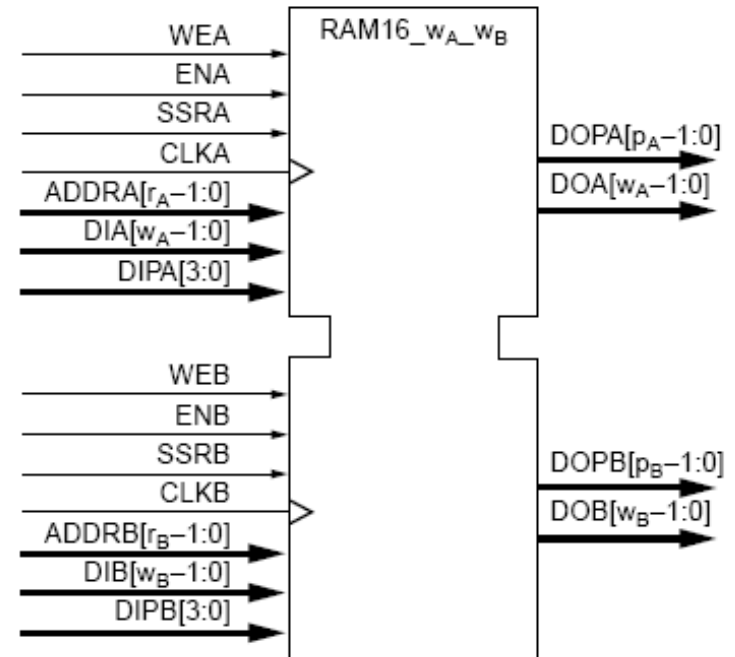 RAM16_wA_wB
WEA
ENA
SSRA
CLKA
ADDRA[rA–1:0]
DIA[wA–1:0]
DIPA[3:0]
DOPA[pA–1:0]
DOA[wA–1:0]
WEB
ENB
SSRB
CLKB
ADDRB[rB–1:0]
DIB[wB–1:0]
DIPB[3:0]
DOPB[pB–1:0]
DOB[wB–1:0]